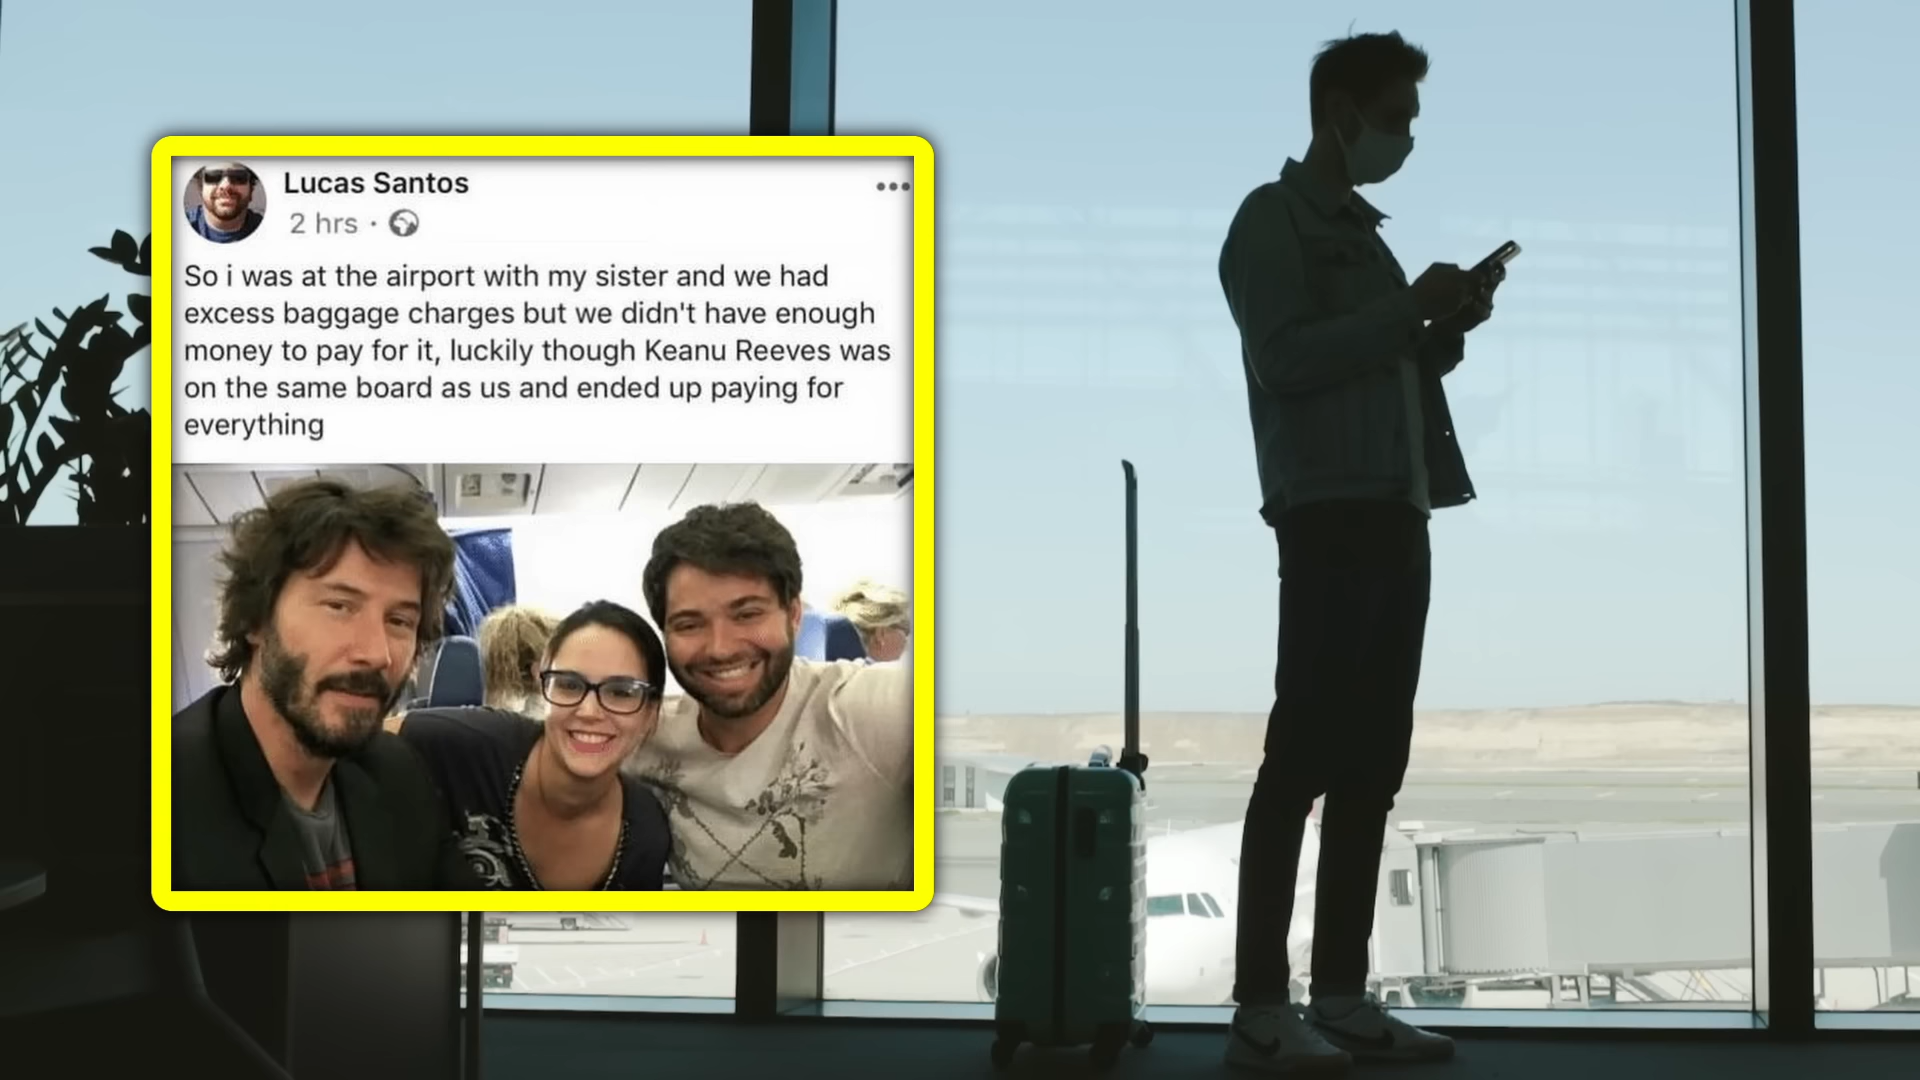 Lucas Santos
2 hrs ·
So i was at the airport with my sister and we had
excess baggage charges but we didn't have enough
money to pay for it, luckily though Keanu Reeves was
on the same board as us and ended up paying for
everything